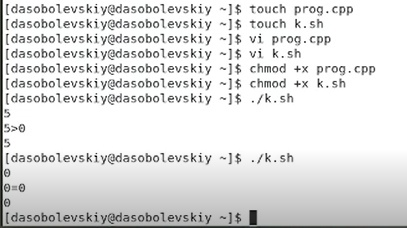 [dasobolevskiy@dasobolevskiy ~]$ touch prog.cpp
[dasobolevskiy@dasobolevskiy ~]$ touch k.sh
[dasobolevskiy@dasobolevskiy ~]$ vi prog.cpp
[dasobolevskiy@dasobolevskiy ~]$ vi k.sh
[dasobolevskiy@dasobolevskiy ~]$ chmod +x prog.cpp
[dasobolevskiy@dasobolevskiy ~]$ chmod +x k.sh
[dasobolevskiy@dasobolevskiy ~]$ ./k.sh
5
5>0
5
[dasobolevskiy@dasobolevskiy ~]$ ./k.sh
0
0=0
0
[dasobolevskiy@dasobolevskiy ~]$